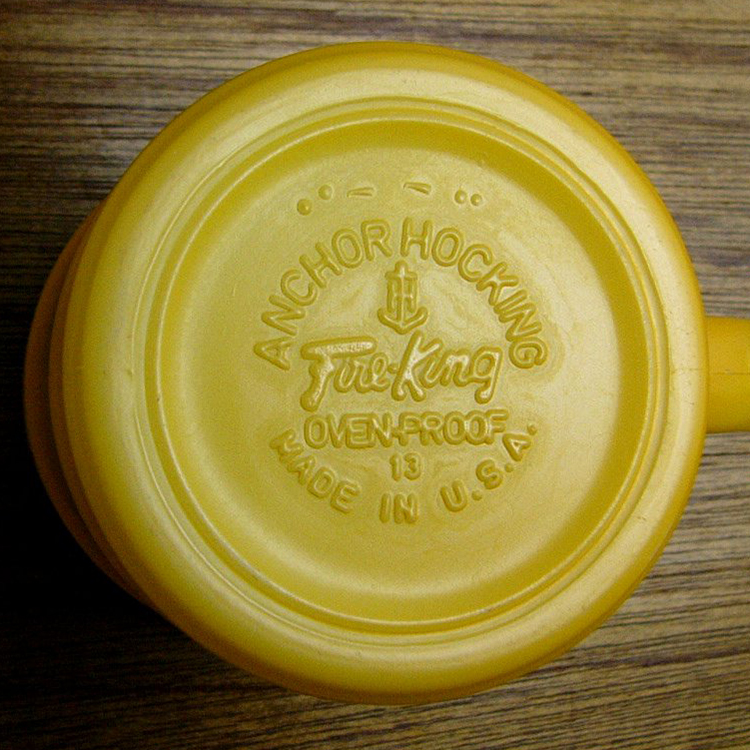 ANCHOR HOCKING
Fire-King
OVEN-PROOF
13
MADE IN U.S.A.